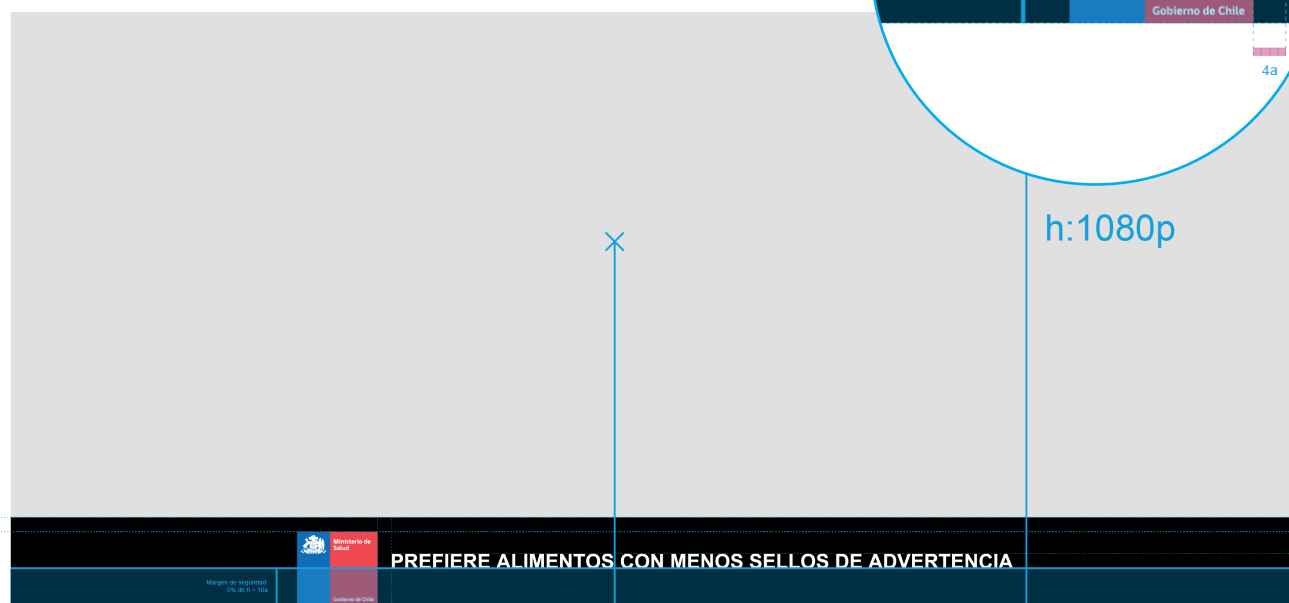 Gobierno de Chile
4a
h:1080p
Ministerio de
Salud
PREFIERE ALIMENTOS CON MENOS SELLOS DE ADVERTENCIA
Margen de seguridad:
5% de h = 10a
Gobierno de Chile